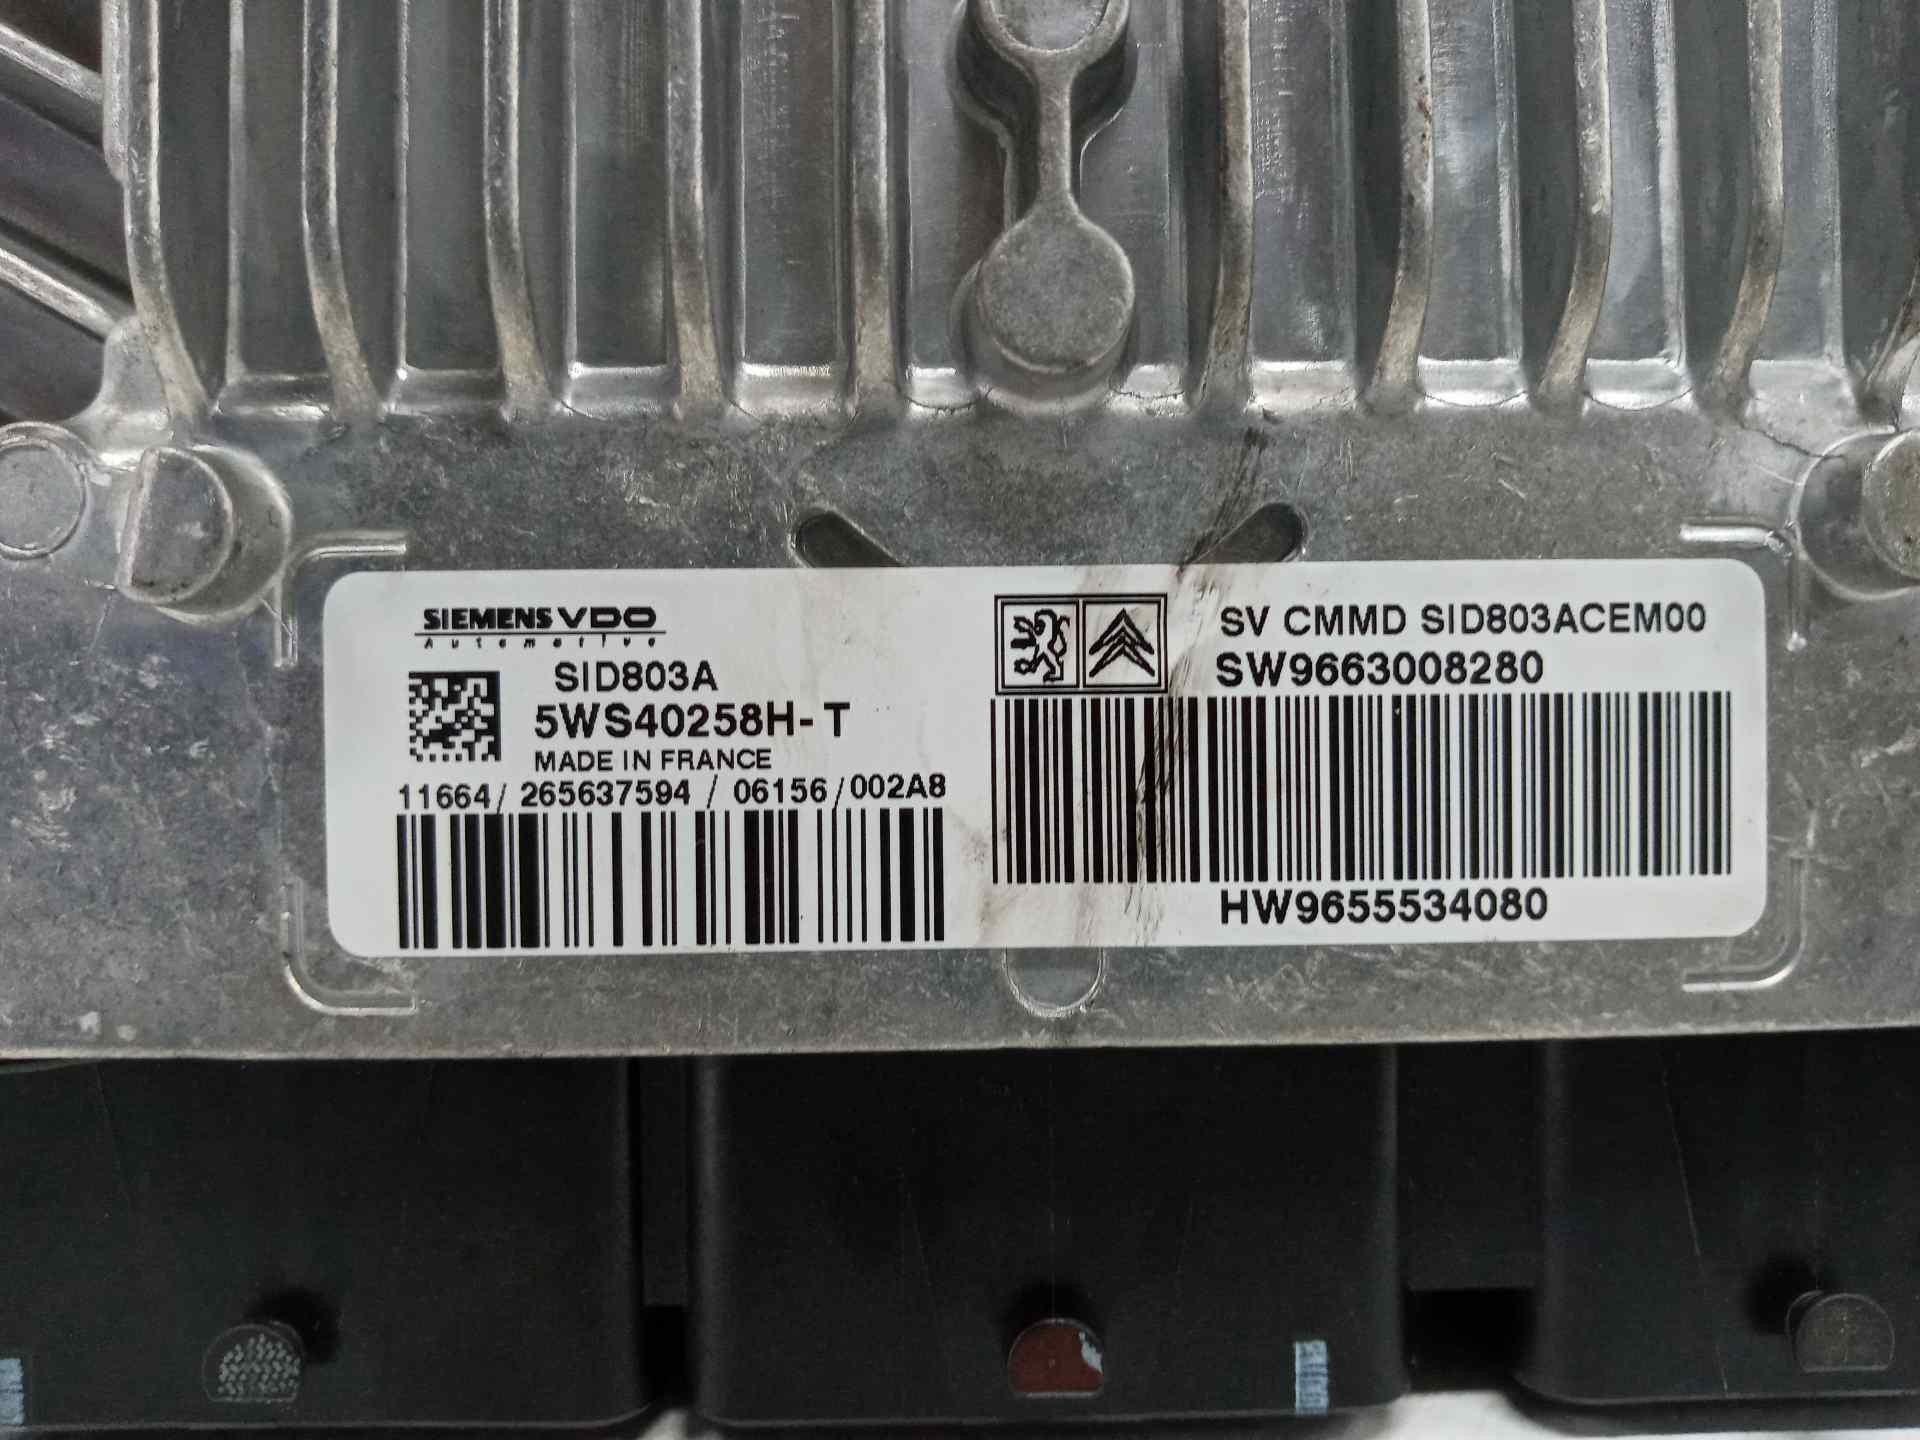 SIEMENS VDO
Automotive
SID803A
5WS40258H-T
MADE IN FRANCE
11664/ 265637594 / 06156/002A8
SV CMMD SID803ACEM00
SW9663008280
HW9655534080